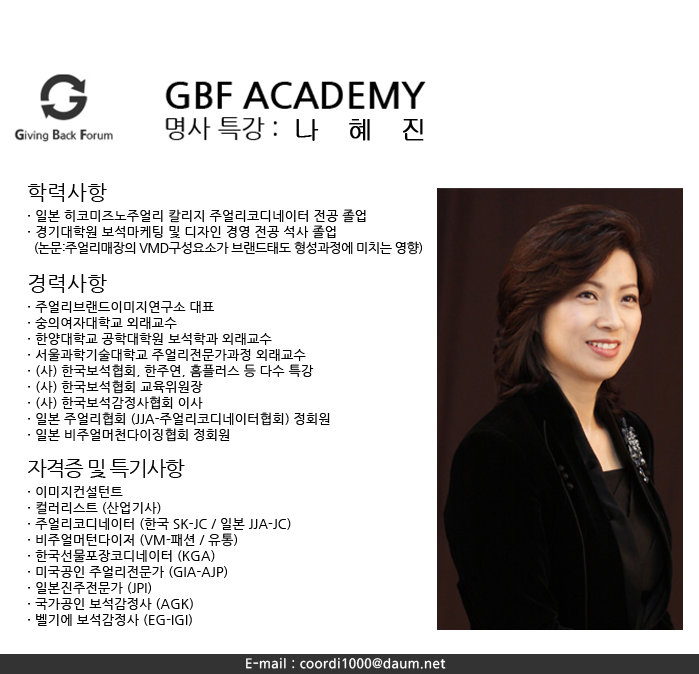 Giving Back Forum
GBF ACADEMY
명사 특강 : 나 혜 진
학력사항
· 일본 히코미즈노주얼리 칼리지 주얼리코디네이터 전공 졸업
· 경기대학원 보석마케팅 및 디자인 경영 전공 석사 졸업
(논문:주얼리매장의 VMD구성요소가 브랜드태도 형성과정에 미치는 영향)
경력사항
· 주얼리브랜드이미지연구소 대표
· 숭의여자대학교 외래교수
· 한양대학교 공학대학원 보석학과 외래교수
· 서울과학기술대학교 주얼리전문가과정 외래교수
· (사) 한국보석협회, 한주연, 홈플러스 등 다수 특강
· (사) 한국보석협회 교육위원장
· (사) 한국보석감정사협회 이사
· 일본 주얼리협회 (JJA-주얼리코디네이터협회) 정회원
· 일본 비주얼머천다이징협회 정회원
자격증 및 특기사항
· 이미지컨설턴트
· 컬러리스트 (산업기사)
· 주얼리코디네이터 (한국 SK-JC / 일본 JJA-JC)
· 비주얼머턴다이저 (VM-패션 / 유통)
· 한국선물포장코디네이터 (KGA)
· 미국공인 주얼리전문가 (GIA-AJP)
· 일본진주전문가 (JPI)
· 국가공인 보석감정사 (AGK)
· 벨기에 보석감정사 (EG-IGI)
E-mail : coordi1000@daum.net